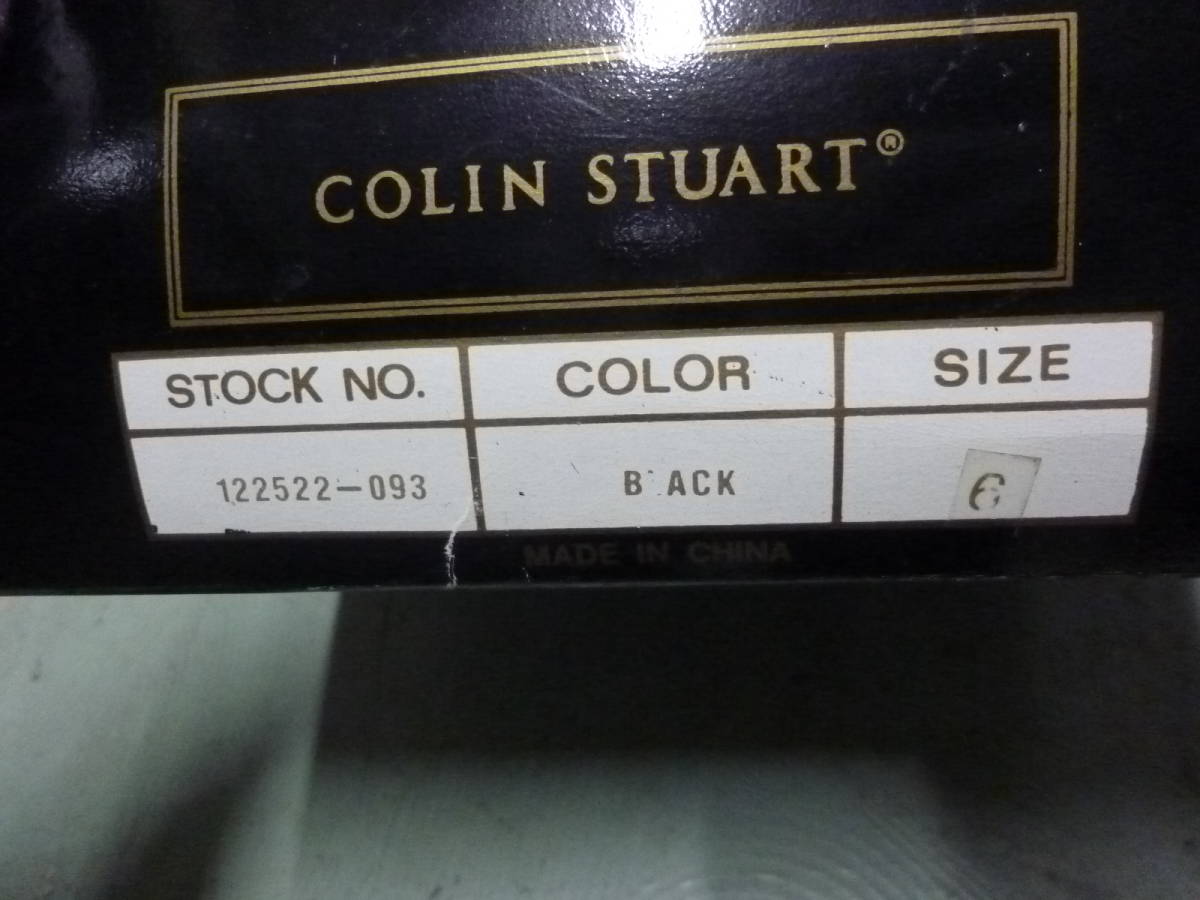 COLIN STUART®
STOCK NO. COLOR SIZE
122522-093 B ACK 6
MADE IN CHINA